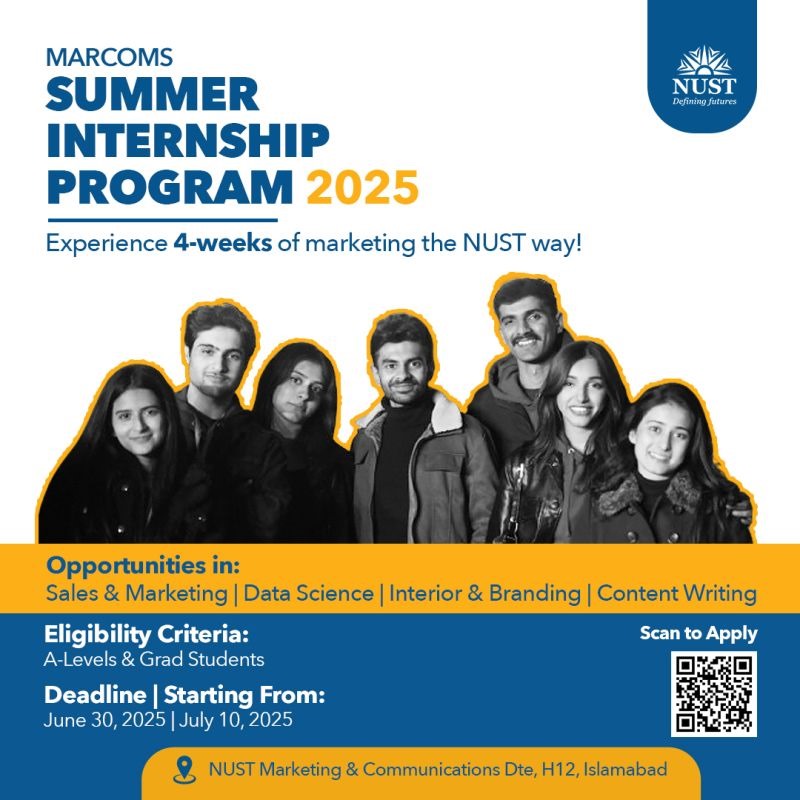 MARCOMS
SUMMER
INTERNSHIP
PROGRAM 2025
Experience 4-weeks of marketing the NUST way!
NUST
Defining futures
Opportunities in:
Sales & Marketing | Data Science | Interior & Branding | Content Writing
Eligibility Criteria:
A-Levels & Grad Students
Deadline | Starting From:
June 30, 2025 | July 10, 2025
Scan to Apply
NUST Marketing & Communications Dte, H12, Islamabad